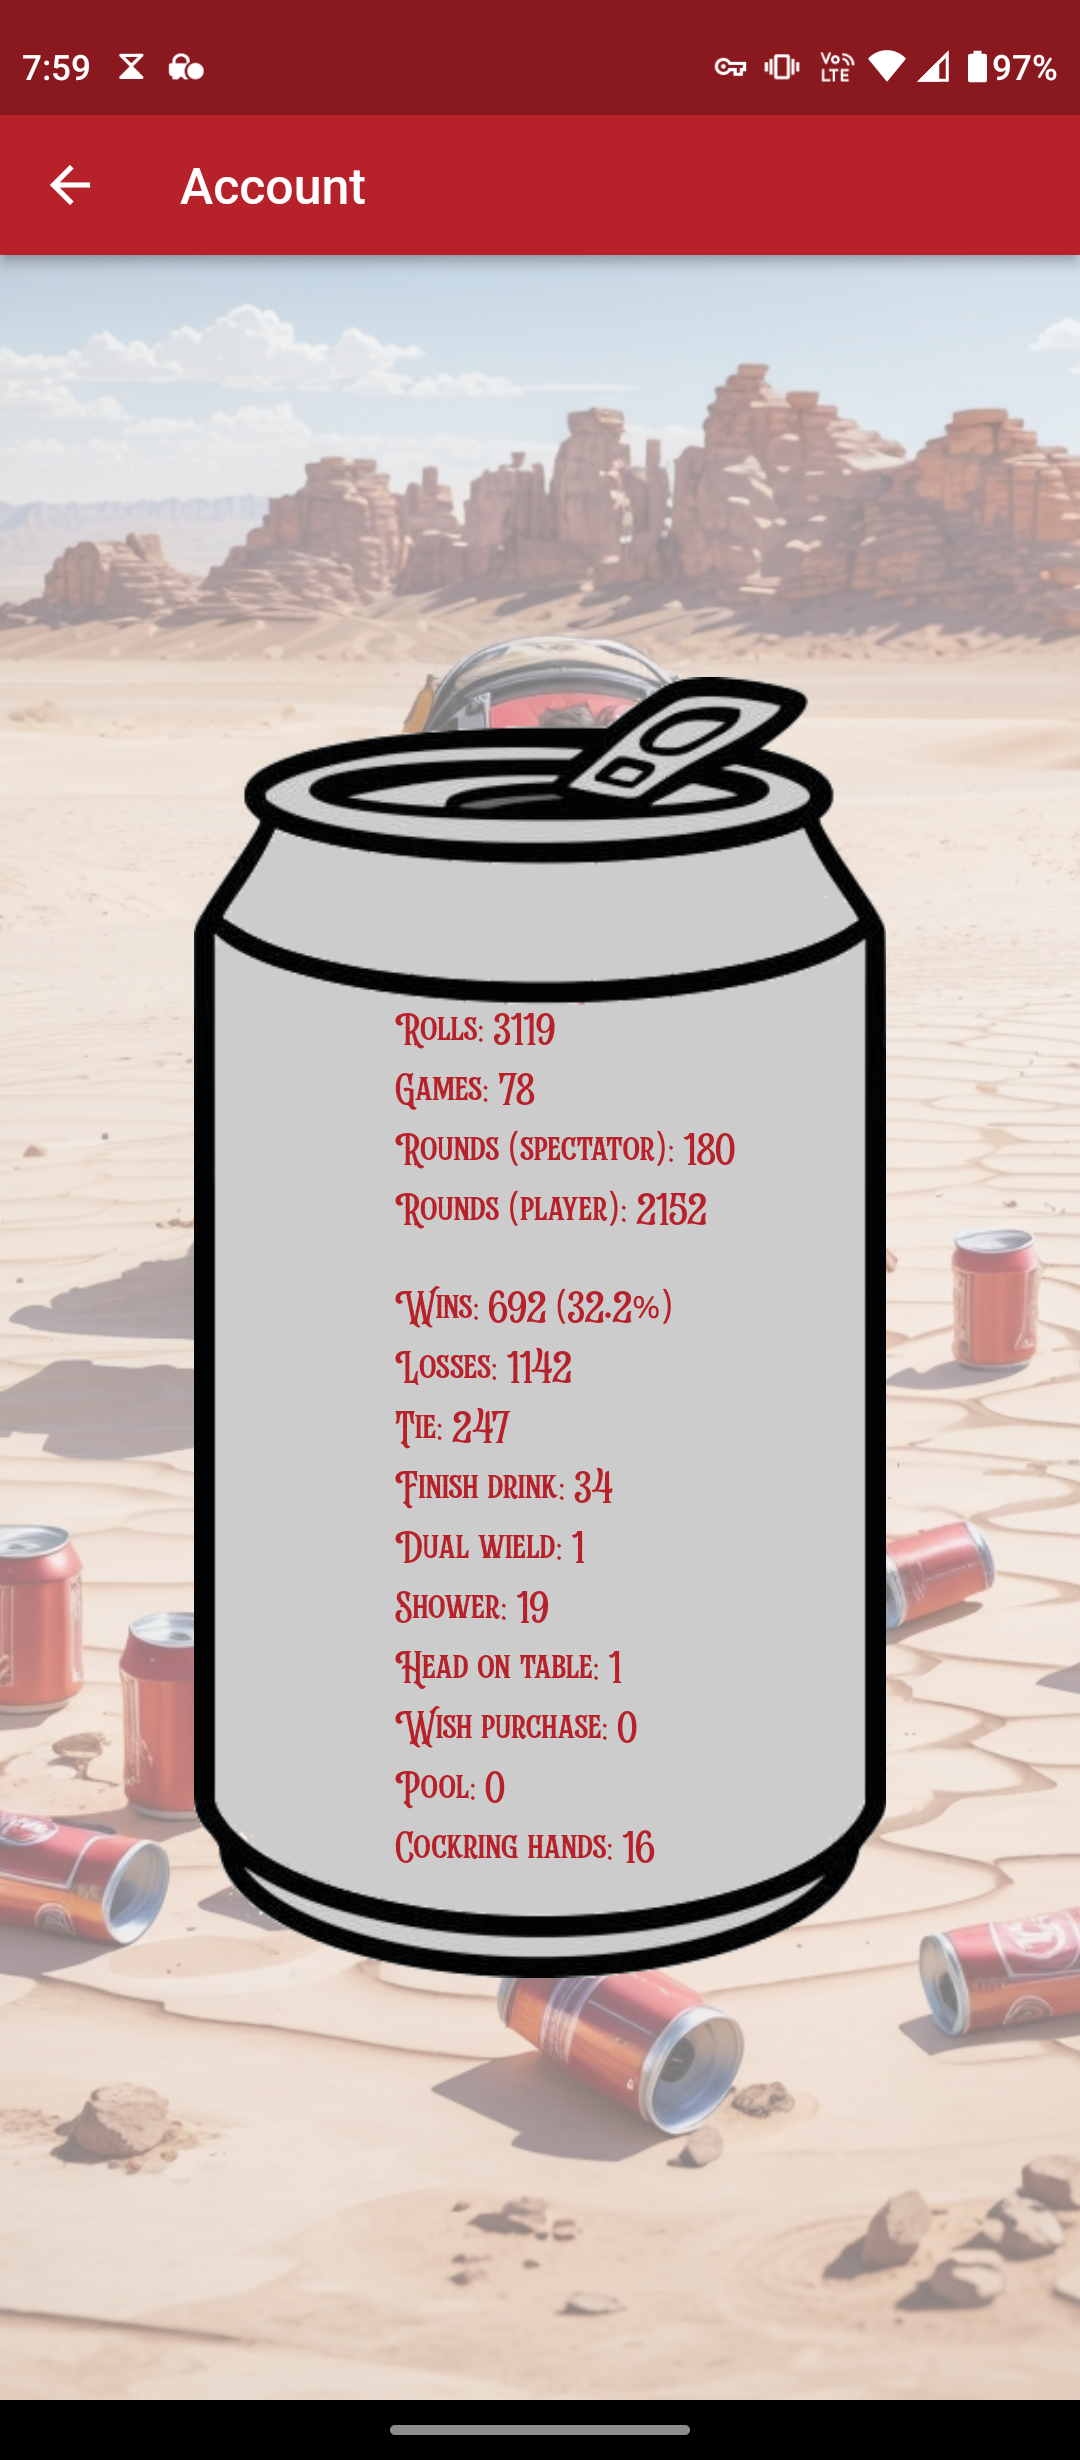 7:59
Vo LTE
97%
Account
Rolls: 3119
Games: 78
Rounds (spectator): 180
Rounds (player): 2152
Wins: 692 (32.2%)
Losses: 1142
Tie: 247
Finish drink: 34
Dual wield: 1
Shower: 19
Head on table: 1
Wish purchase: 0
Pool: 0
Cockring hands: 16